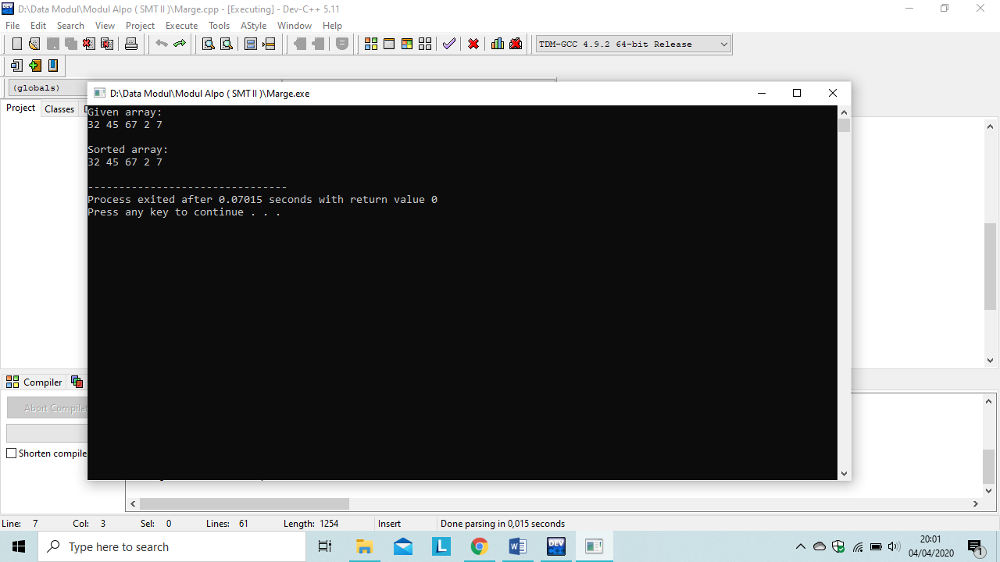 D:\Data Modul\Modul Alpo ( SMT II )\Marge.cpp - [Executing] - Dev-C++ 5.11
File Edit Search View Project Execute Tools AStyle Window Help
TDM-GCC 4.9.2 64-bit Release
(globals)
D:\Data Modul\Modul Alpo ( SMT II )\Marge.exe
Project Classes
Given array:
32 45 67 2 7
Sorted array:
32 45 67 2 7
--------------------------------
Process exited after 0.07015 seconds with return value 0
Press any key to continue . . .
Compiler
Abort Compilat
Shorten compile
Line: 7 Col: 3 Sel: 0 Lines: 61 Length: 1254 Insert Done parsing in 0,015 seconds
Type here to search
L
DEV
C++
20:01
04/04/2020
1